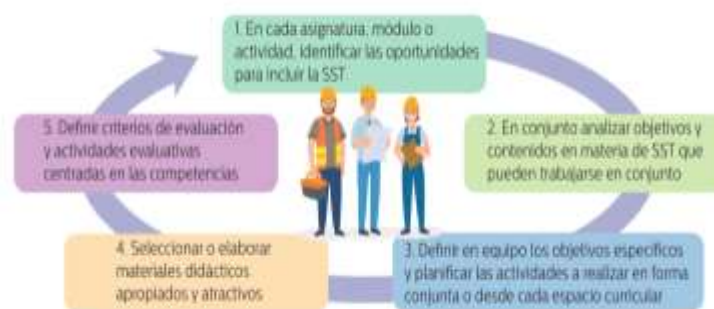 1. En cada asignatura, módulo o
actividad, identificar las oportunidades
para incluir la SST
2. En conjunto analizar objetivos y
contenidos en materia de SST que
pueden trabajarse en conjunto
3. Definir en equipo los objetivos específicos
y planificar las actividades a realizar en forma
conjunta o desde cada espacio curricular
4. Seleccionar o elaborar
materiales didácticos
apropiados y atractivos
5. Definir criterios de evaluación
y actividades evaluativas
centradas en las competencias